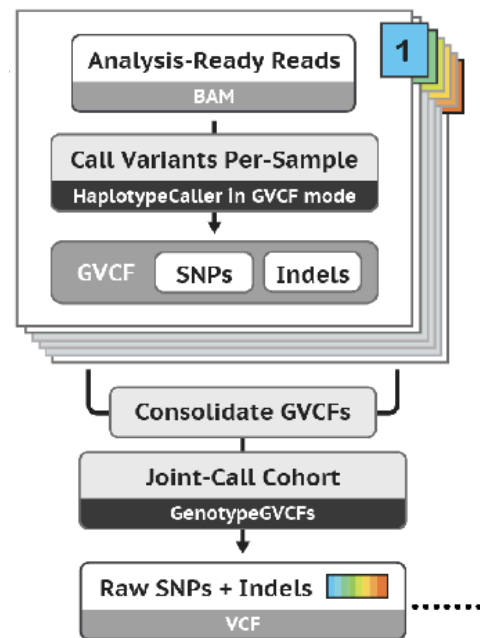 1
Analysis-Ready Reads
BAM
Call Variants Per-Sample
HaplotypeCaller in GVCF mode
GVCF SNPs Indels
Consolidate GVCFs
Joint-Call Cohort
GenotypeGVCFs
Raw SNPs + Indels
VCF